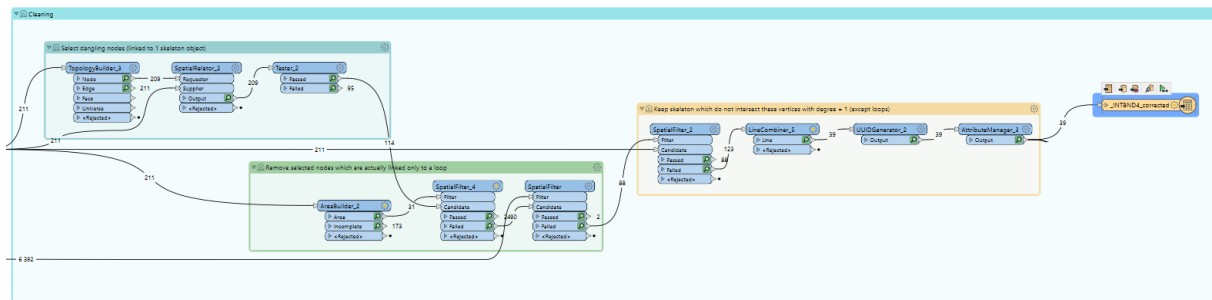 Cleaning
Select dangling nodes (linked to 1 skeleton object)
TopologyBuilder_3
Node
Edge
Face
Universe
<Rejected>
209
211
SpatialRelator_2
Requestor
Supplier
Output
<Rejected>
209
Tester_2
Passed
Failed
95
211
211
114
211
211
Remove selected nodes which are actually linked only to a loop
AreaBuilder_2
Area
Incomplete
<Rejected>
31
173
SpatialFilter_4
Filter
Candidate
Passed
Failed
<Rejected>
SpatialFilter
Filter
Candidate
Passed
Failed
<Rejected>
2
88
6 392
Keep skeleton which do not intersect these vertices with degree = 1 (except loops)
SpatialFilter_2
Filter
Candidate
Passed
Failed
<Rejected>
88
123
LineCombiner_5
Line
<Rejected>
39
UUIDGenerator_2
Output
39
AttributeManager_3
Output
39
_INTBND4_corrected